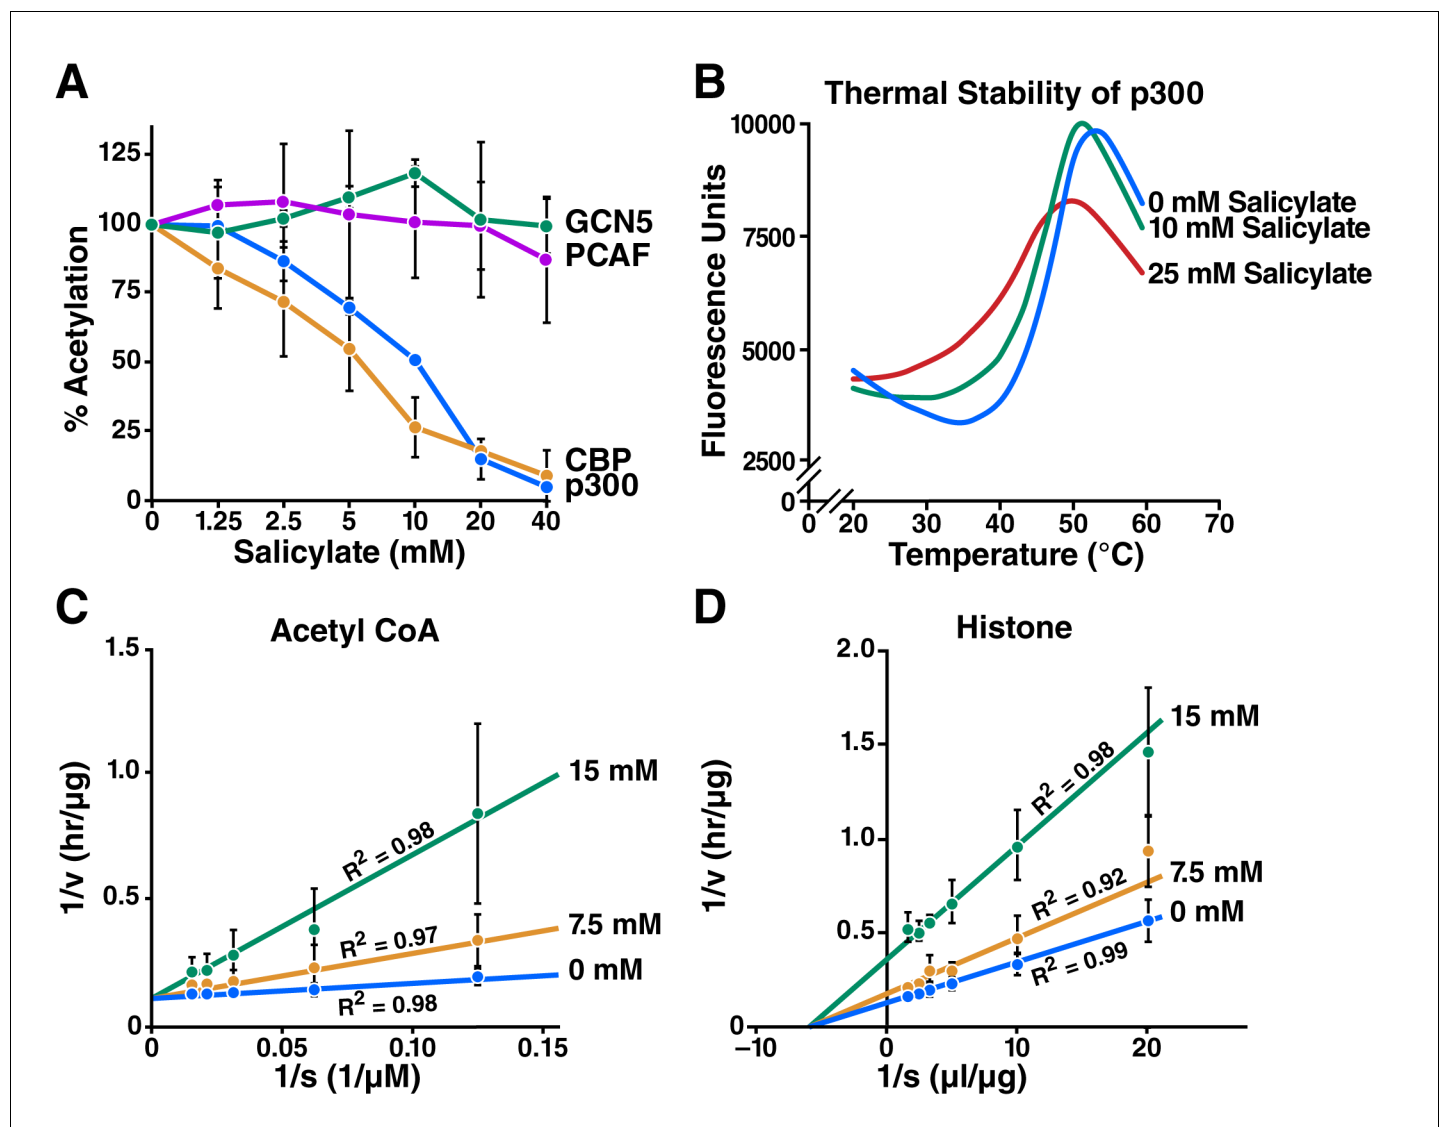 A
% Acetylation
125
100
75
50
25
0
0 1.25 2.5 5 10 20 40
Salicylate (mM)
GCN5
PCAF
CBP
p300
B
Thermal Stability of p300
Fluorescence Units
10000
7500
5000
2500
0
0 20 30 40 50 60 70
Temperature (°C)
0 mM Salicylate
10 mM Salicylate
25 mM Salicylate
C
Acetyl CoA
1/v (hr/µg)
1.5
1.0
0.5
0
0 0.05 0.10 0.15
1/s (1/µM)
15 mM
7.5 mM
0 mM
R² = 0.98
R² = 0.97
R² = 0.98
D
Histone
1/v (hr/µg)
2.0
1.5
1.0
0.5
0
–10 0 10 20
1/s (µl/µg)
15 mM
7.5 mM
0 mM
R² = 0.98
R² = 0.92
R² = 0.99